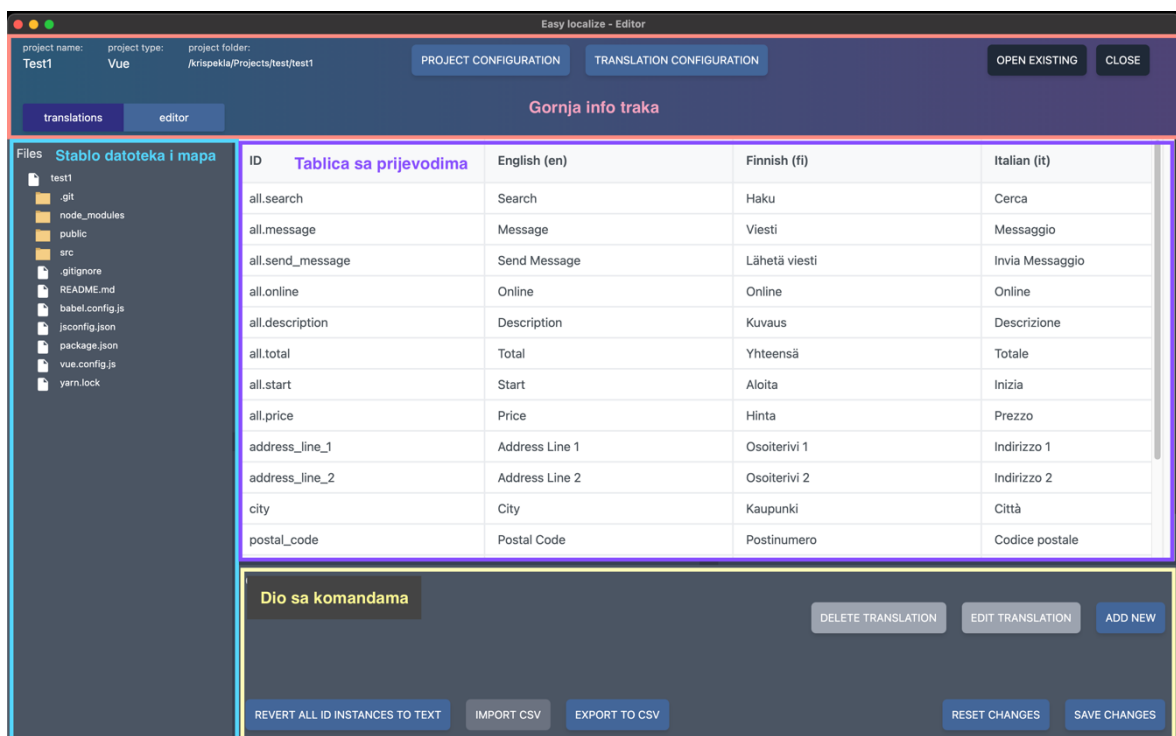 Easy localize - Editor
project name: project type: project folder:
Test1 Vue /krispekla/Projects/test/test1
PROJECT CONFIGURATION TRANSLATION CONFIGURATION
OPEN EXISTING CLOSE
Gornja info traka
translations editor
Files Stablo datoteka i mapa
test1
.git
node_modules
public
src
.gitignore
README.md
babel.config.js
jsconfig.json
package.json
vue.config.js
yarn.lock
ID Tablica sa prijevodima English (en) Finnish (fi) Italian (it)
all.search Search Haku Cerca
all.message Message Viesti Messaggio
all.send_message Send Message Lähetä viesti Invia Messaggio
all.online Online Online Online
all.description Description Kuvaus Descrizione
all.total Total Yhteensä Totale
all.start Start Aloita Inizia
all.price Price Hinta Prezzo
address_line_1 Address Line 1 Osoiterivi 1 Indirizzo 1
address_line_2 Address Line 2 Osoiterivi 2 Indirizzo 2
city City Kaupunki Città
postal_code Postal Code Postinumero Codice postale
Dio sa komandama
DELETE TRANSLATION EDIT TRANSLATION ADD NEW
REVERT ALL ID INSTANCES TO TEXT IMPORT CSV EXPORT TO CSV RESET CHANGES SAVE CHANGES